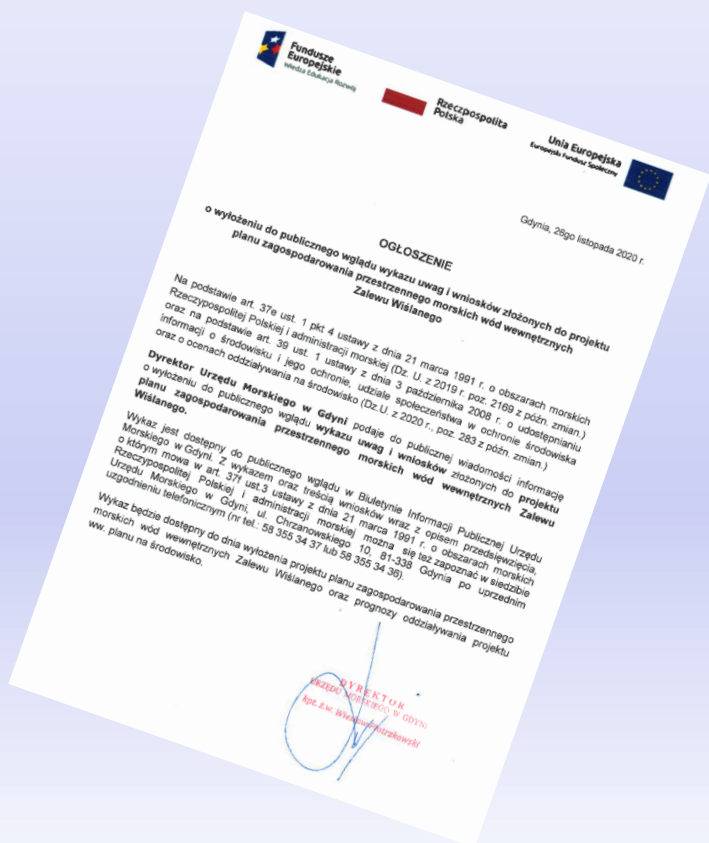 Fundusze
Europejskie
Wiedza Edukacja Rozwój
Rzeczpospolita
Polska
Unia Europejska
Europejski Fundusz Społeczny
Gdynia, 26go listopada 2020 r.
OGŁOSZENIE
o wyłożeniu do publicznego wglądu wykazu uwag i wniosków złożonych do projektu
planu zagospodarowania przestrzennego morskich wód wewnętrznych
Zalewu Wiślanego
Na podstawie art. 37e ust. 1 pkt 4 ustawy z dnia 21 marca 1991 r. o obszarach morskich
Rzeczypospolitej Polskiej i administracji morskiej (Dz. U. z 2019 r. poz. 2169 z późn. zmian.)
oraz na podstawie art. 39 ust. 1 ustawy z dnia 3 października 2008 r. o udostępnianiu
informacji o środowisku i jego ochronie, udziale społeczeństwa w ochronie środowiska
oraz o ocenach oddziaływania na środowisko (Dz.U. z 2020 r., poz. 283 z późn. zmian.)
Dyrektor Urzędu Morskiego w Gdyni podaje do publicznej wiadomości informację
o wyłożeniu do publicznego wglądu wykazu uwag i wniosków złożonych do projektu
planu zagospodarowania przestrzennego morskich wód wewnętrznych Zalewu
Wiślanego.
Wykaz jest dostępny do publicznego wglądu w Biuletynie Informacji Publicznej Urzędu
Morskiego w Gdyni. Z wykazem oraz treścią wniosków wraz z opisem przedsięwzięcia,
o którym mowa w art. 37f ust.3 ustawy z dnia 21 marca 1991 r. o obszarach morskich
Rzeczypospolitej Polskiej i administracji morskiej można się też zapoznać w siedzibie
Urzędu Morskiego w Gdyni, ul. Chrzanowskiego 10, 81-338 Gdynia po uprzednim
uzgodnieniu telefonicznym (nr tel.: 58 355 34 37 lub 58 355 34 36).
Wykaz będzie dostępny do dnia wyłożenia projektu planu zagospodarowania przestrzennego
morskich wód wewnętrznych Zalewu Wiślanego oraz prognozy oddziaływania projektu
ww. planu na środowisko.
DYREKTOR
URZĘDU MORSKIEGO W GDYNI
kpt. ż.w. Wiesław Piotrzkowski